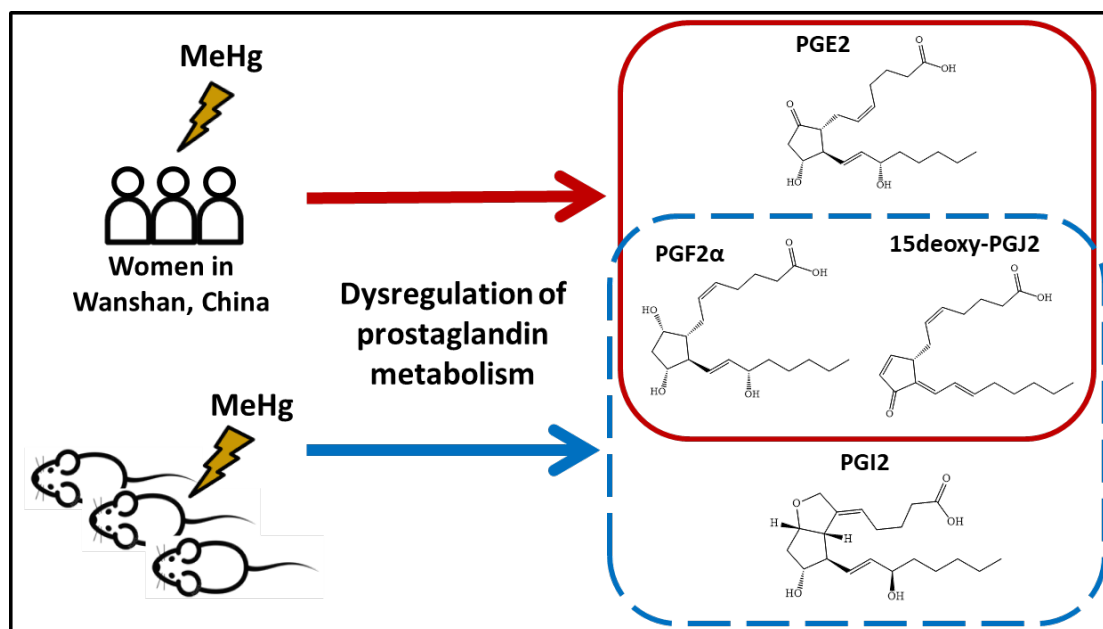 MeHg
Women in
Wanshan, China
MeHg
Dysregulation of
prostaglandin
metabolism
PGE2
O
OH
O
HO
OH
PGF2α
O
OH
HO
HO
OH
15deoxy-PGJ2
O
OH
O
PGI2
O
O
OH
H
H
HO
OH